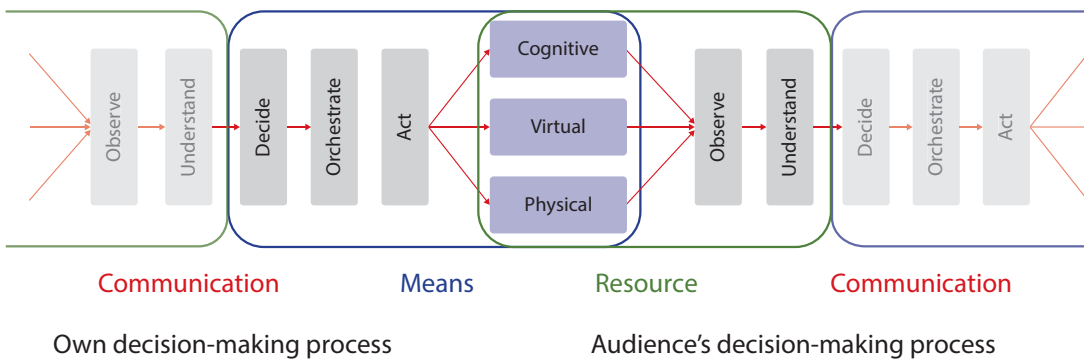 Observe
Understand
Decide
Orchestrate
Act
Cognitive
Virtual
Physical
Observe
Understand
Decide
Orchestrate
Act
Communication
Means
Resource
Communication
Own decision-making process
Audience’s decision-making process